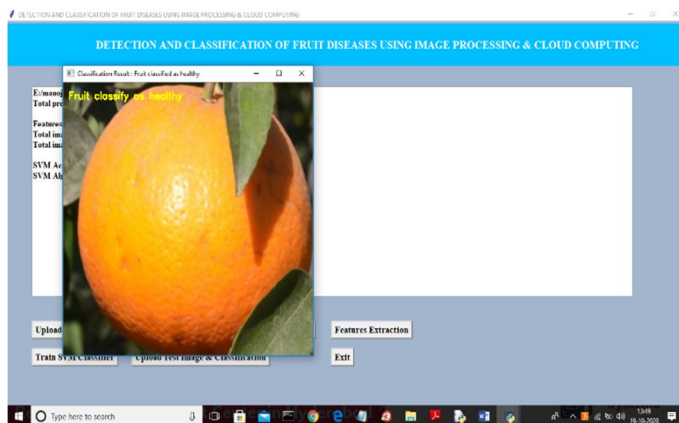 DETECTION AND CLASSIFICATION OF FRUIT DISEASES USING IMAGE PROCESSING & CLOUD COMPUTING
DETECTION AND CLASSIFICATION OF FRUIT DISEASES USING IMAGE PROCESSING & CLOUD COMPUTING
Classification Result : Fruit classified as healthy
Fruit classify as healthy
E:/manoj
Total pre
Features
Total ima
Total ima
SVM Ac
SVM Alg
Upload
Features Extraction
Train SVM Classifier
Upload Test Image & Classification
Exit
Type here to search
13:49
19-10-2020